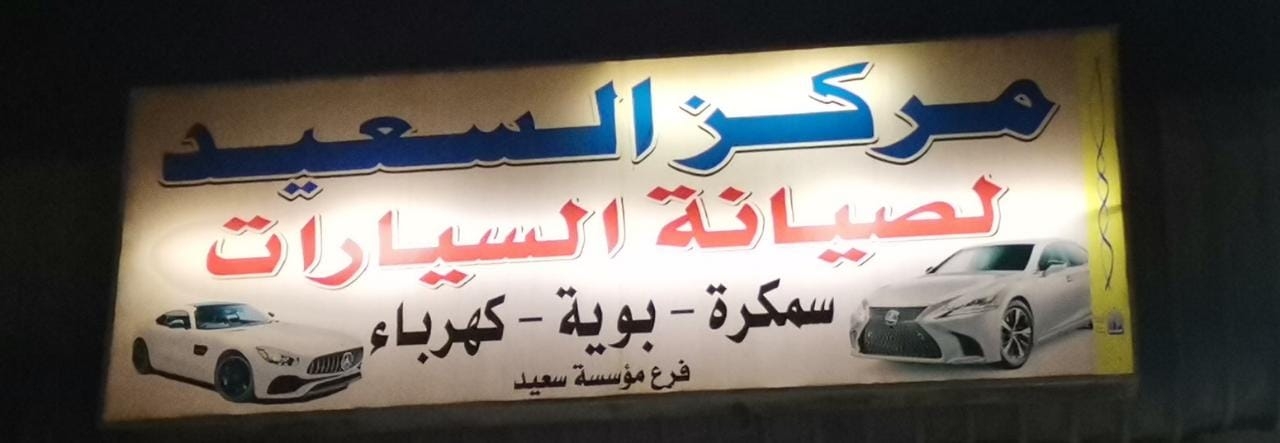 مركز السعيد
لصيانة السيارات
سمكرة - بوية - كهرباء
فرع مؤسسة سعيد